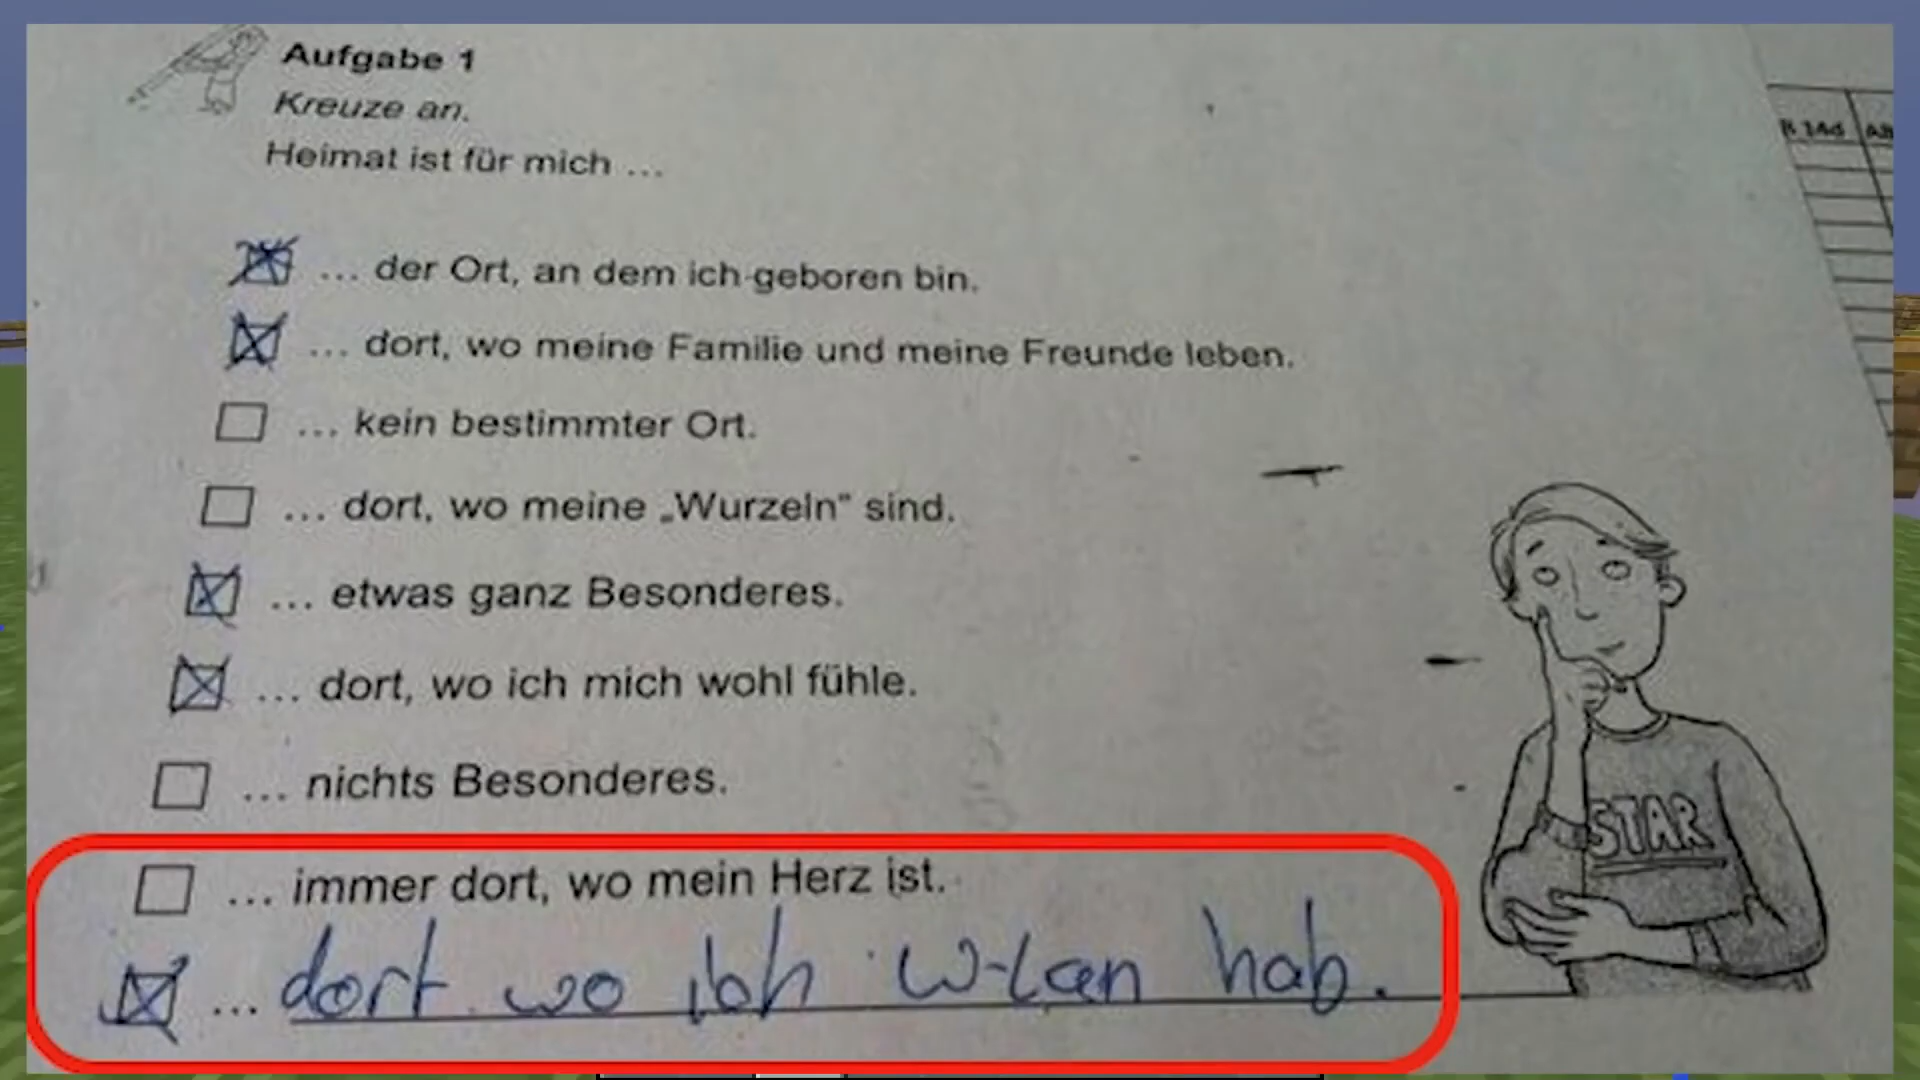 Aufgabe 1
Kreuze an.
Heimat ist für mich ...
... der Ort, an dem ich geboren bin.
... dort, wo meine Familie und meine Freunde leben.
... kein bestimmter Ort.
... dort, wo meine „Wurzeln“ sind.
... etwas ganz Besonderes.
... dort, wo ich mich wohl fühle.
... nichts Besonderes.
... immer dort, wo mein Herz ist.
... dort wo ich W-Lan hab.
STAR